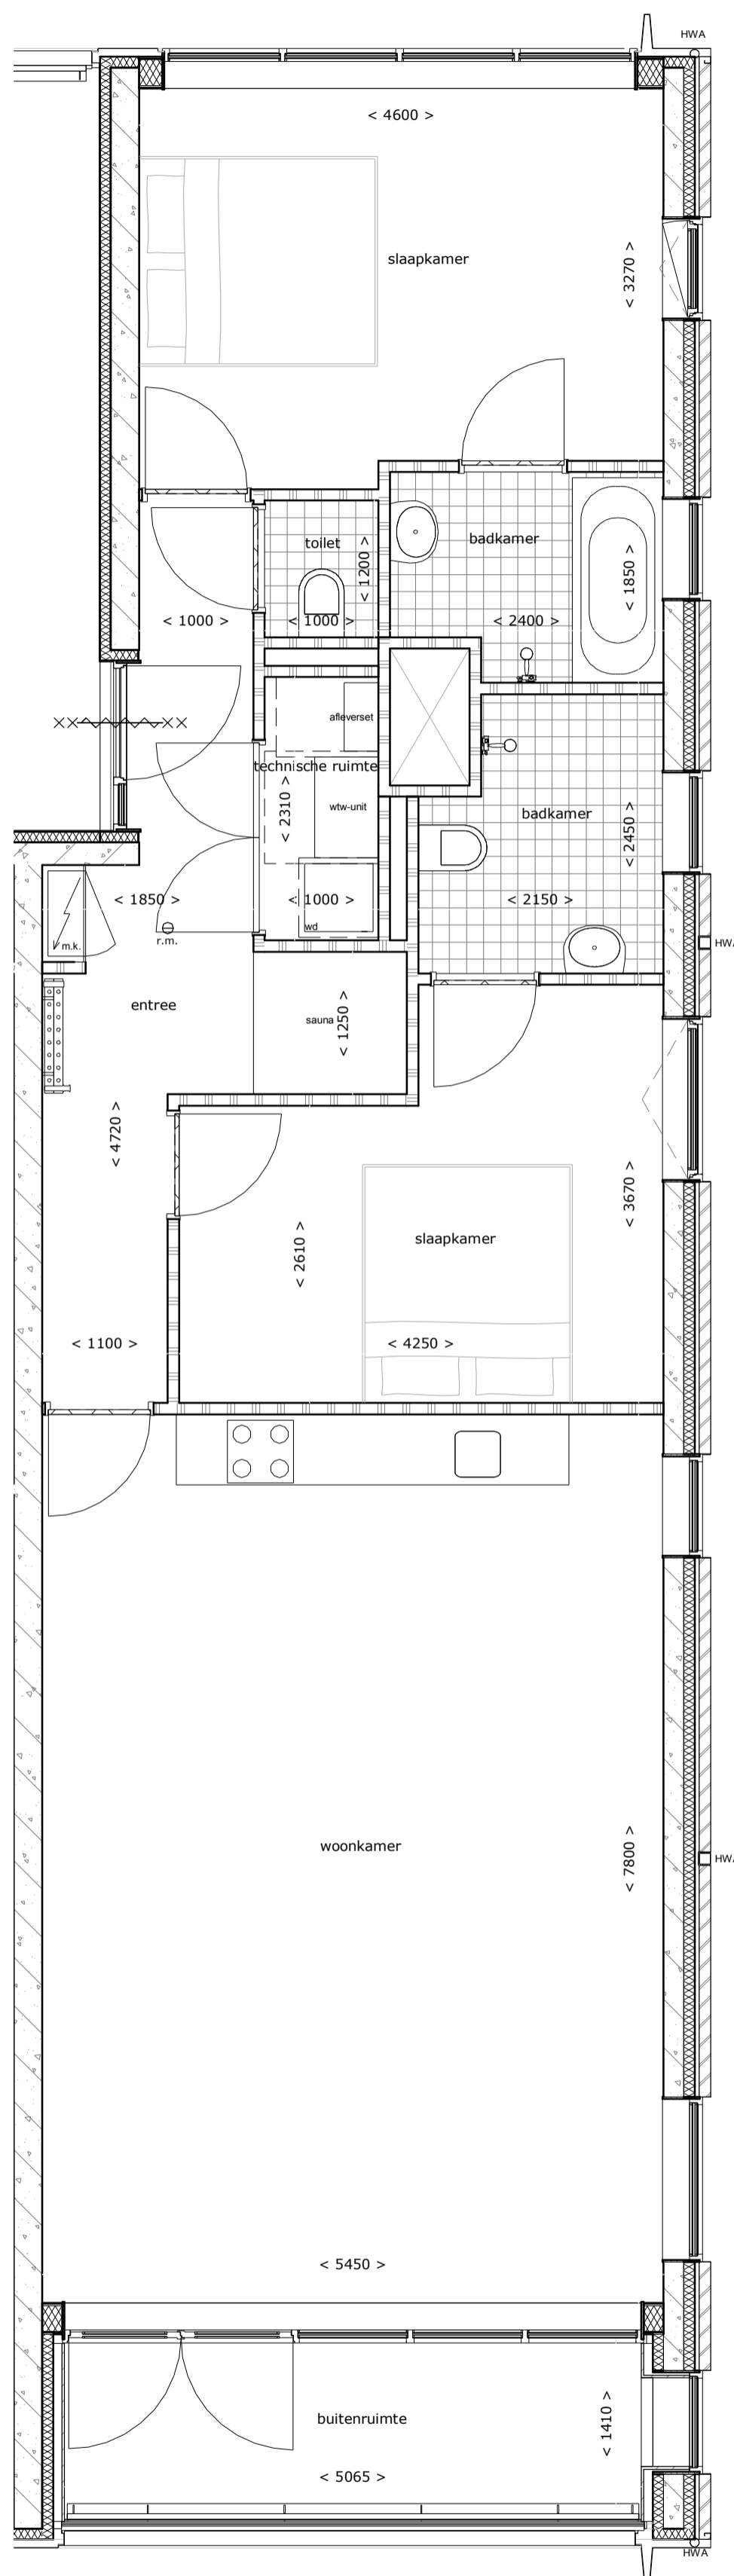 HWA
< 4600 >
slaapkamer
< 3270 >
toilet
< 1200 >
badkamer
< 1850 >
< 1000 >
< 1000 >
< 2400 >
afleverset
technische ruimte
< 2310 >
wtw-unit
badkamer
< 2450 >
< 1850 >
< 1000 >
< 2150 >
wd
m.k.
r.m.
HWA
entree
sauna
< 1250 >
< 4720 >
< 3670 >
< 2610 >
slaapkamer
< 1100 >
< 4250 >
woonkamer
< 7800 >
HWA
< 5450 >
buitenruimte
< 1410 >
< 5065 >
HWA